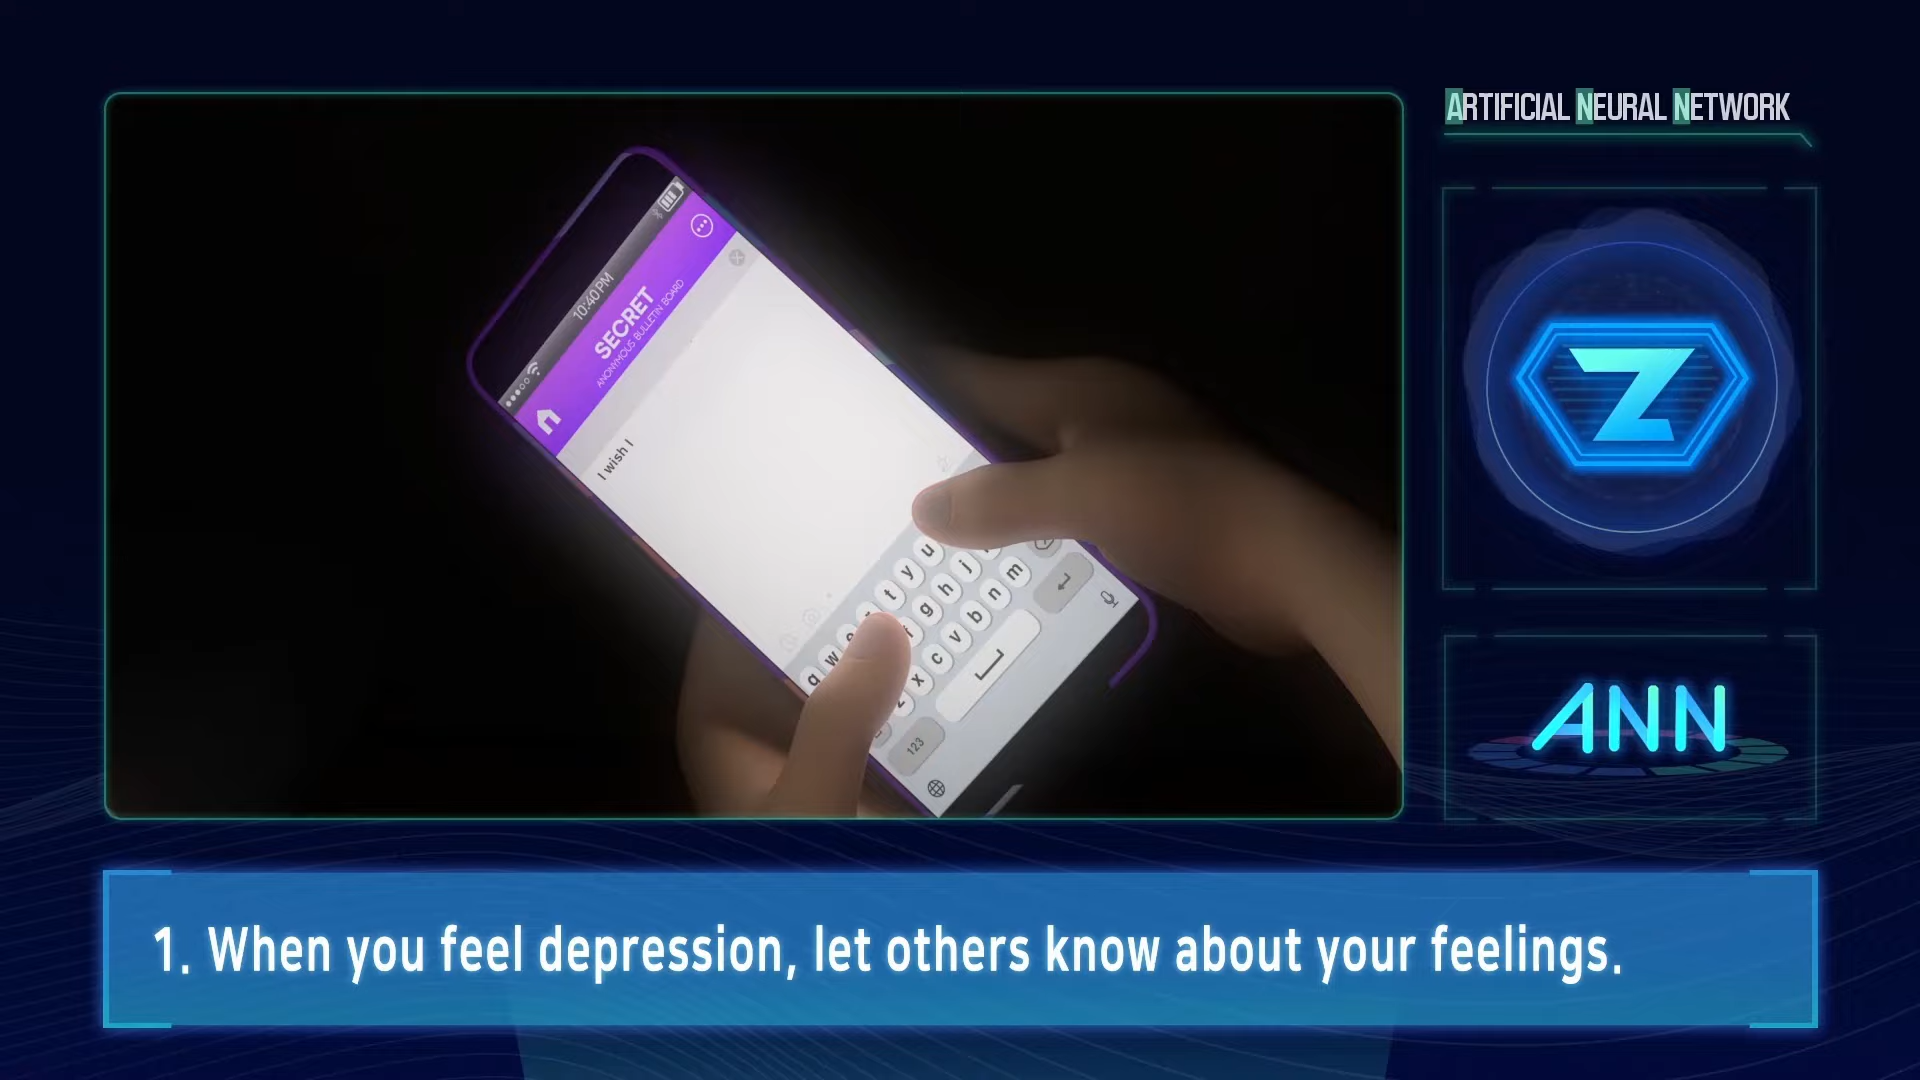 ARTIFICIAL NEURAL NETWORK
10:40 PM
SECRET
ANONYMOUS BULLETIN BOARD
I wish I
q w e t y u
f g h j
z x c v b n m
123
Z
ANN
1. When you feel depression, let others know about your feelings.